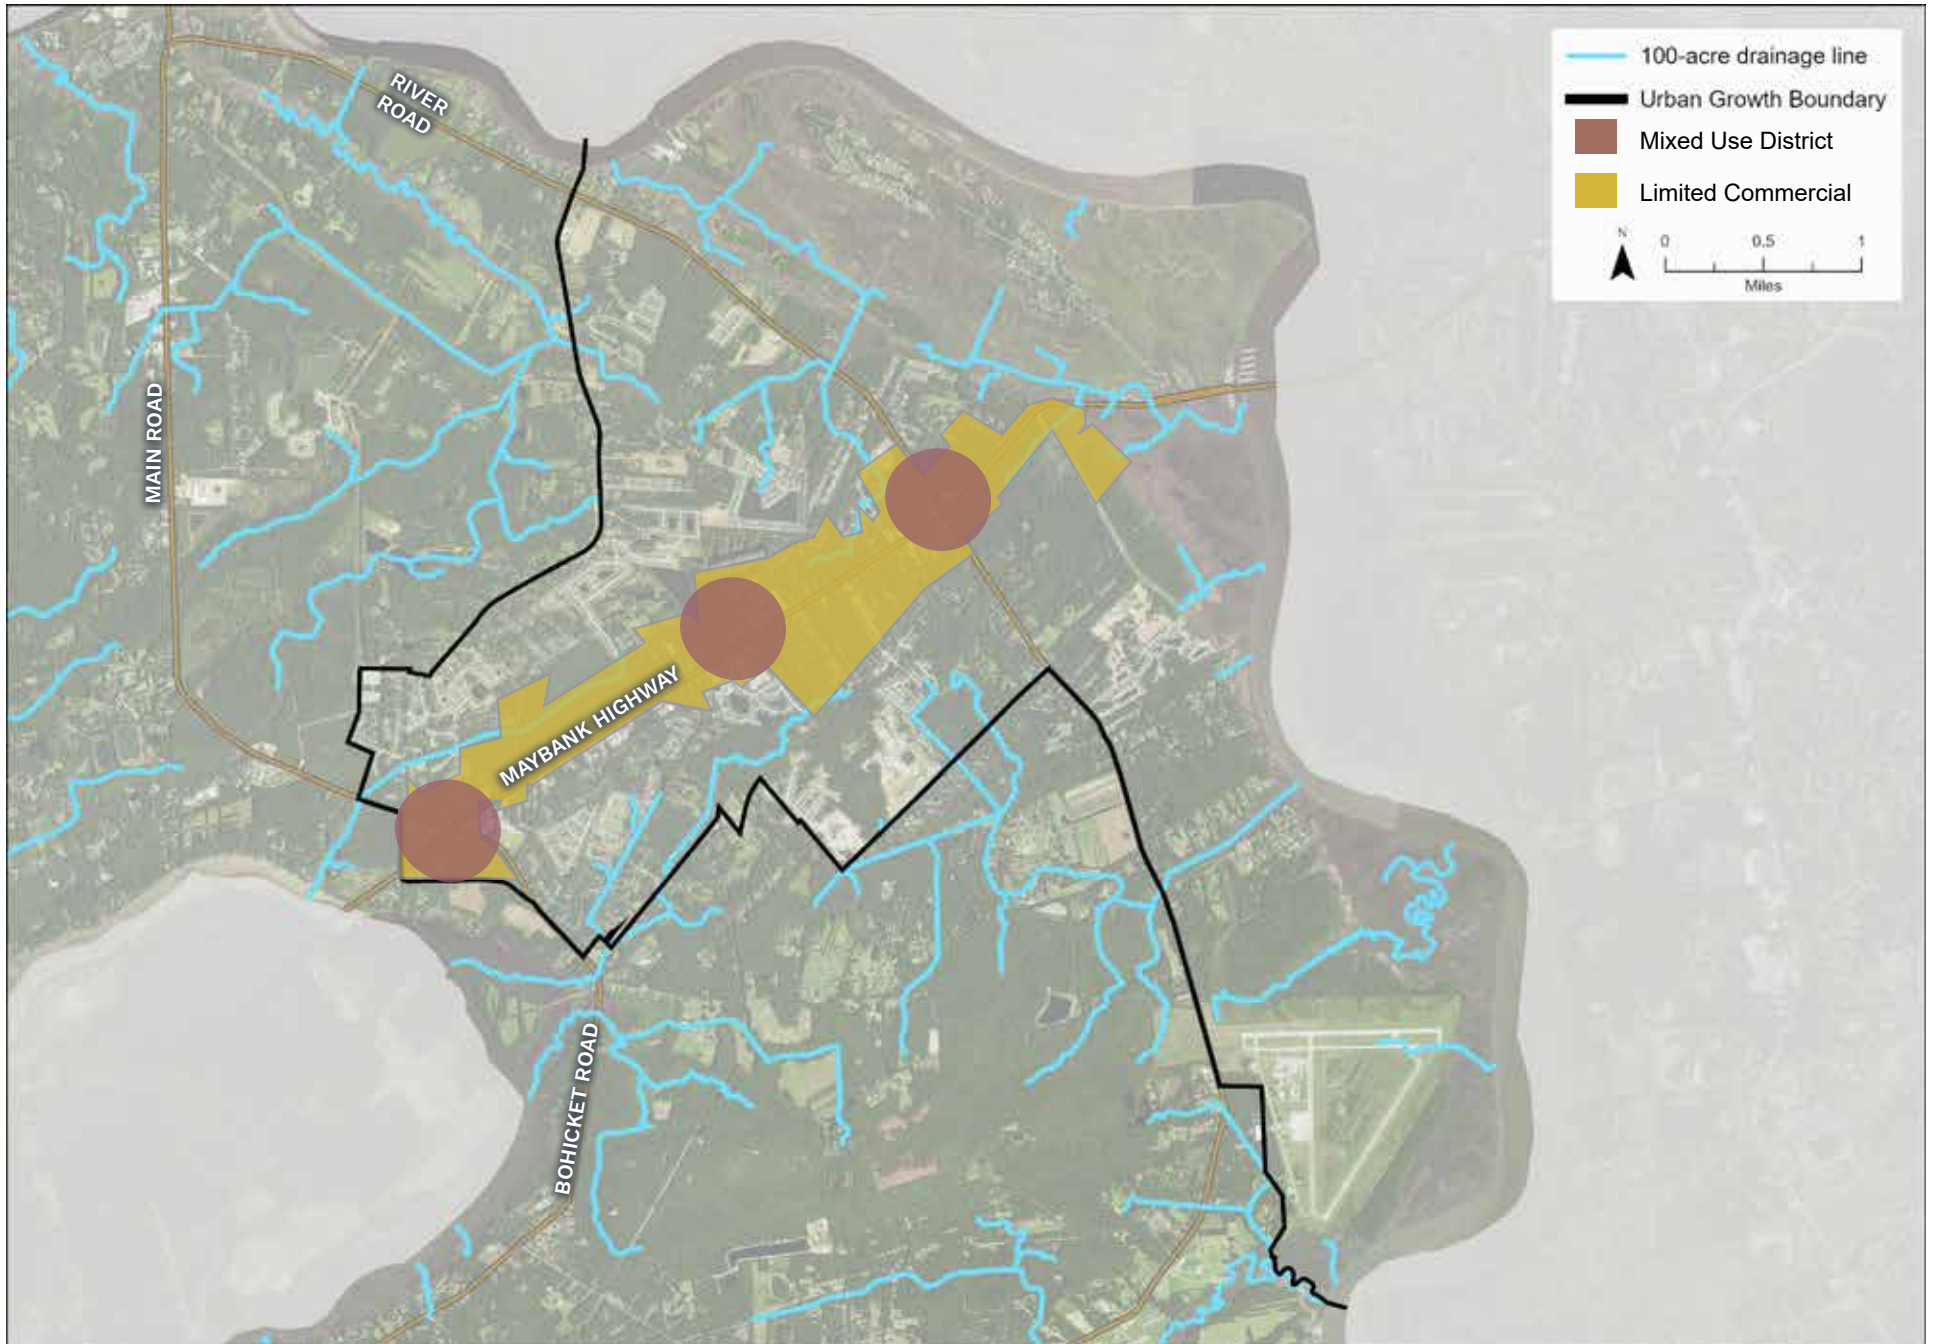 100-acre drainage line
Urban Growth Boundary
Mixed Use District
Limited Commercial
N
0 0.5 1
Miles
RIVER
ROAD
MAIN ROAD
MAYBANK HIGHWAY
BOHICKET ROAD